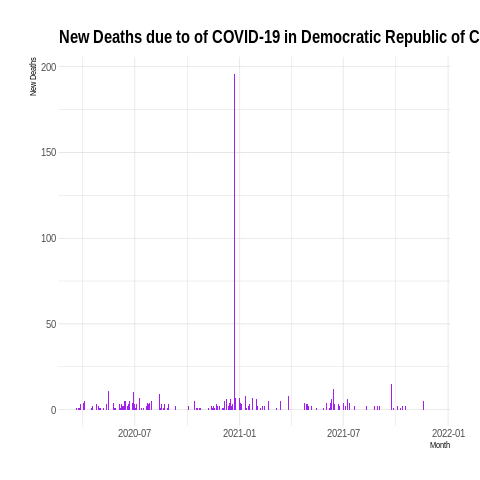 New Deaths due to of COVID-19 in Democratic Republic of C
New Deaths
200
150
100
50
0
2020-07 2021-01 2021-07 2022-01
Month